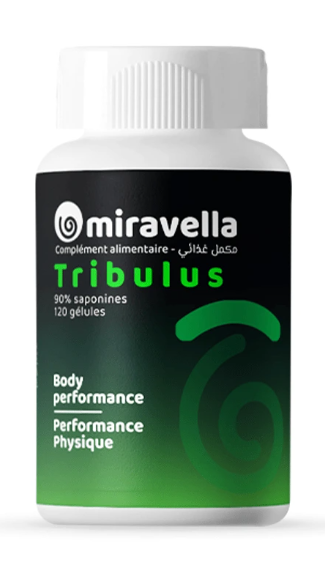 miravella
Complément alimentaire - مكمل غذائي
Tribulus
90% saponines
120 gélules
Body
performance
Performance
Physique